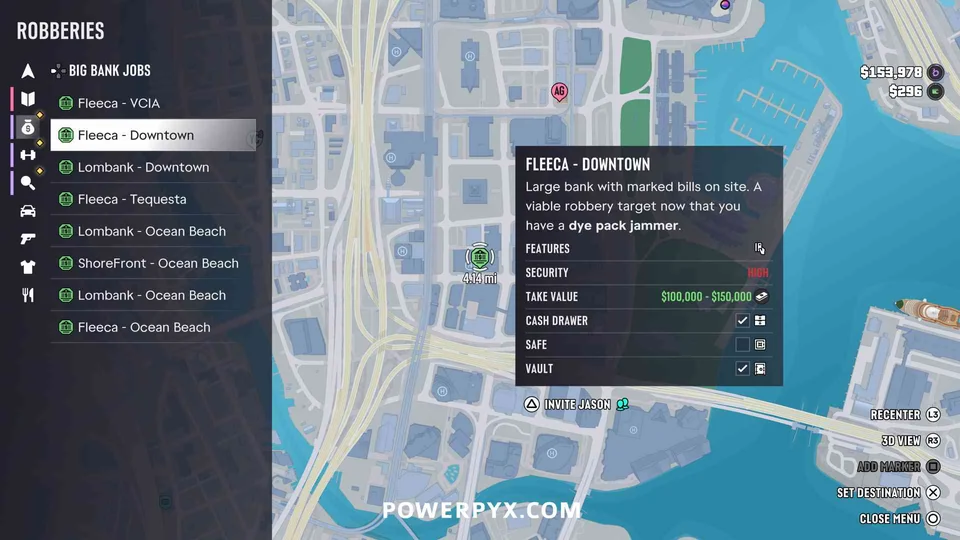 ROBBERIES
BIG BANK JOBS
Fleeca - VCIA
Fleeca - Downtown
Lombank - Downtown
Fleeca - Tequesta
Lombank - Ocean Beach
ShoreFront - Ocean Beach
Lombank - Ocean Beach
Fleeca - Ocean Beach
AG
H
H
H
H
H
H
4.14 mi
$153,978
$296
FLEECA - DOWNTOWN
Large bank with marked bills on site. A
viable robbery target now that you
have a dye pack jammer.
FEATURES
SECURITY HIGH
TAKE VALUE $100,000 - $150,000
CASH DRAWER
SAFE
VAULT
INVITE JASON
RECENTER L3
3D VIEW R3
ADD MARKER
SET DESTINATION
CLOSE MENU
POWERPYX.COM